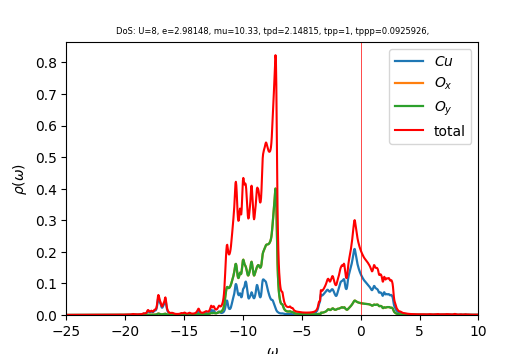 DoS: U=8, e=2.98148, mu=10.33, tpd=2.14815, tpp=1, tppp=0.0925926,
ρ(ω)
0.8
0.7
0.6
0.5
0.4
0.3
0.2
0.1
0.0
Cu
O_x
O_y
total
−25 −20 −15 −10 −5 0 5 10
ω